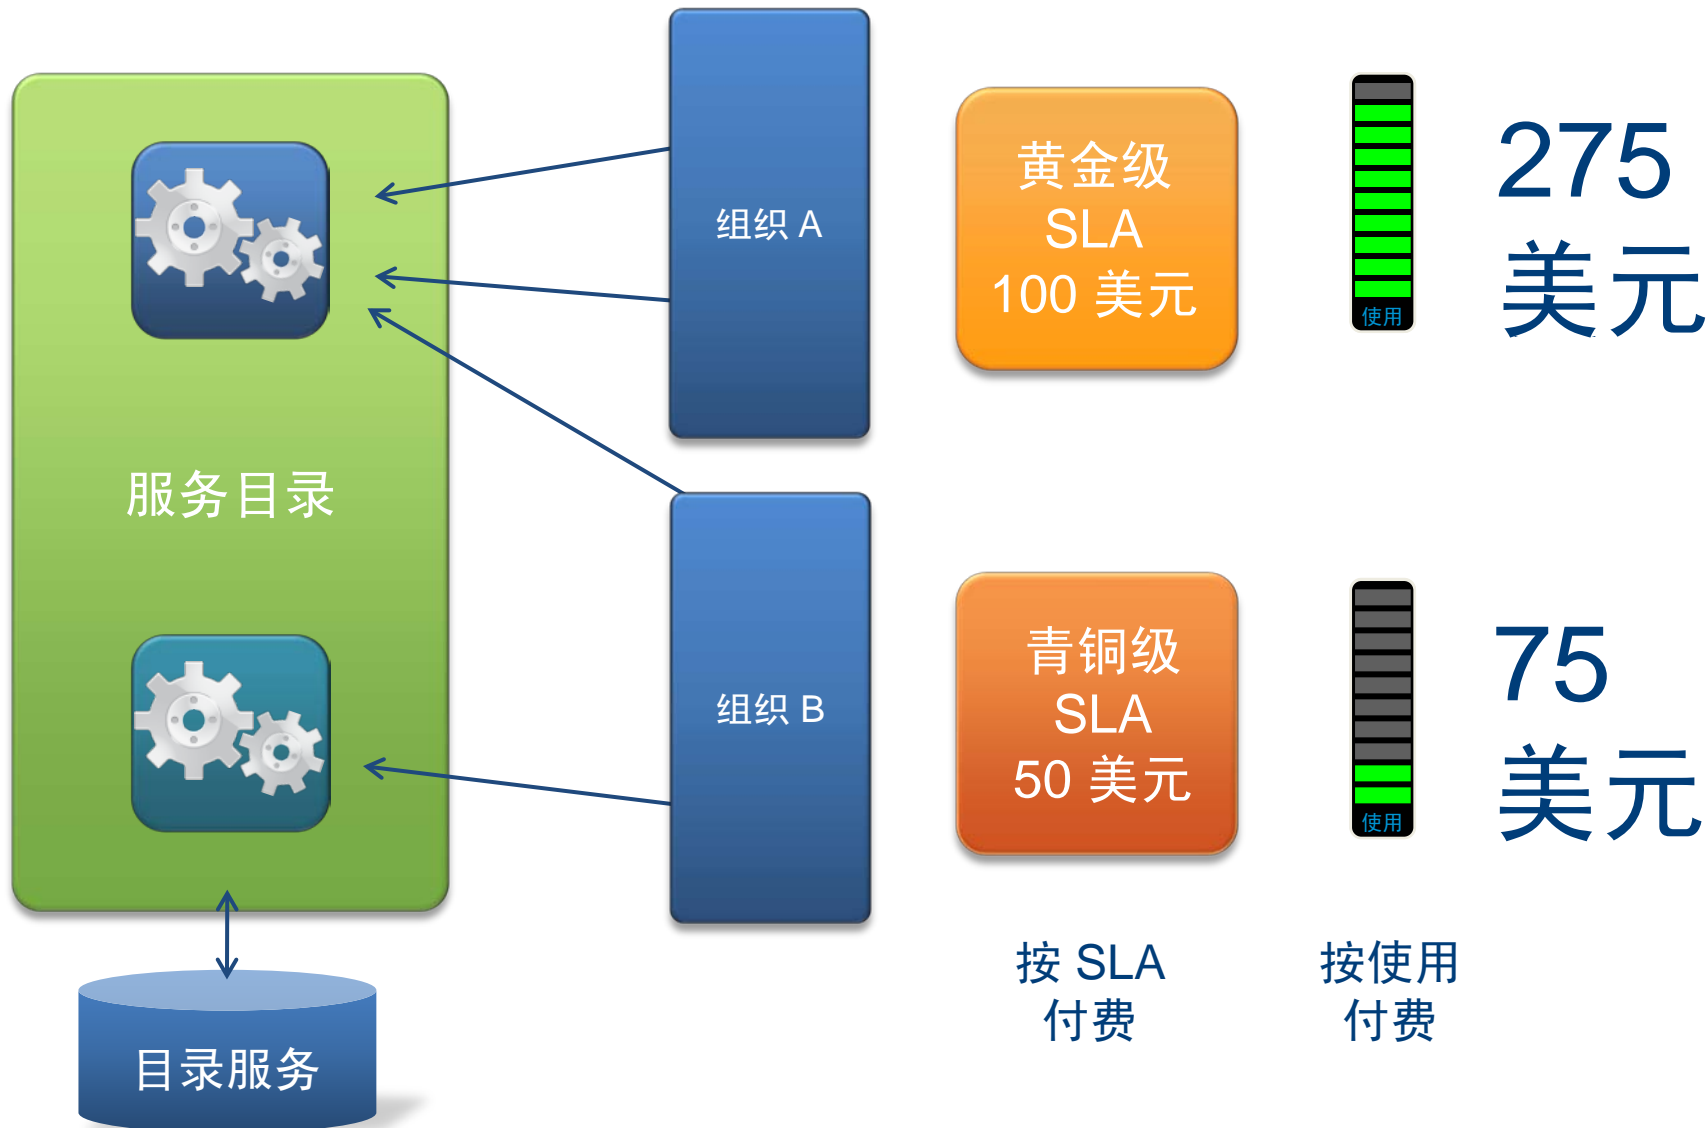 组织 A
黄金级
SLA
100 美元
使用
275
美元
服务目录
组织 B
青铜级
SLA
50 美元
使用
75
美元
按 SLA
付费
按使用
付费
目录服务